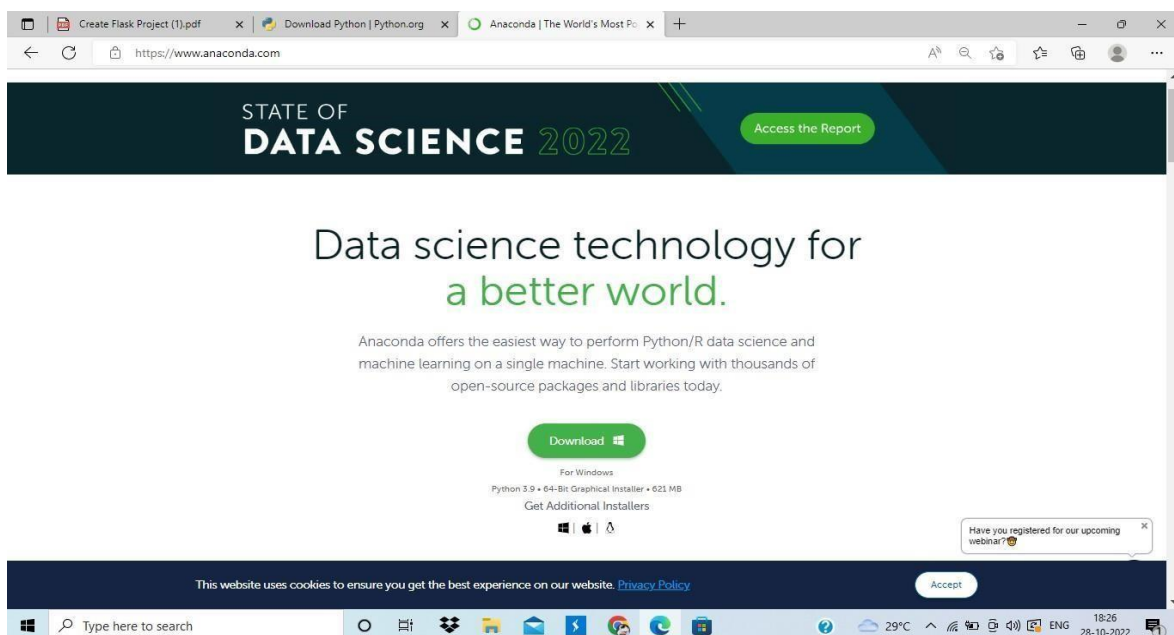 Create Flask Project (1).pdf
Download Python | Python.org
Anaconda | The World's Most Po
https://www.anaconda.com
STATE OF
DATA SCIENCE 2022
Access the Report
Data science technology for
a better world.
Anaconda offers the easiest way to perform Python/R data science and
machine learning on a single machine. Start working with thousands of
open-source packages and libraries today.
Download
For Windows
Python 3.9 • 64-Bit Graphical Installer • 621 MB
Get Additional Installers
Have you registered for our upcoming
webinar?
This website uses cookies to ensure you get the best experience on our website. Privacy Policy
Accept
Type here to search
29°C
ENG
18:26
28-10-2022